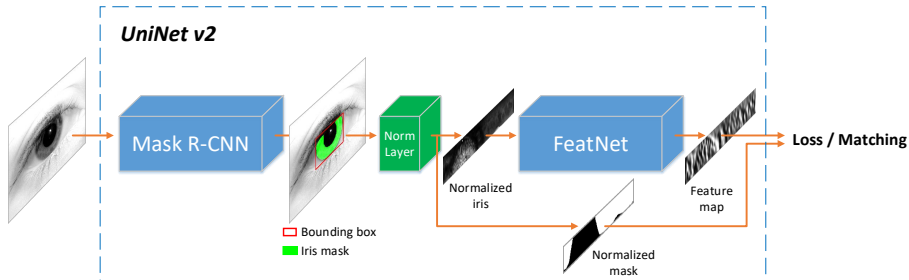 UniNet v2
Mask R-CNN
Norm
Layer
FeatNet
Loss / Matching
Normalized
iris
Feature
map
Bounding box
Iris mask
Normalized
mask